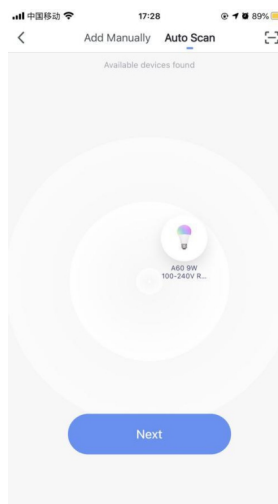 中国移动 17:28 89%
Add Manually Auto Scan
Available devices found
A60 9W
100-240V R...
Next